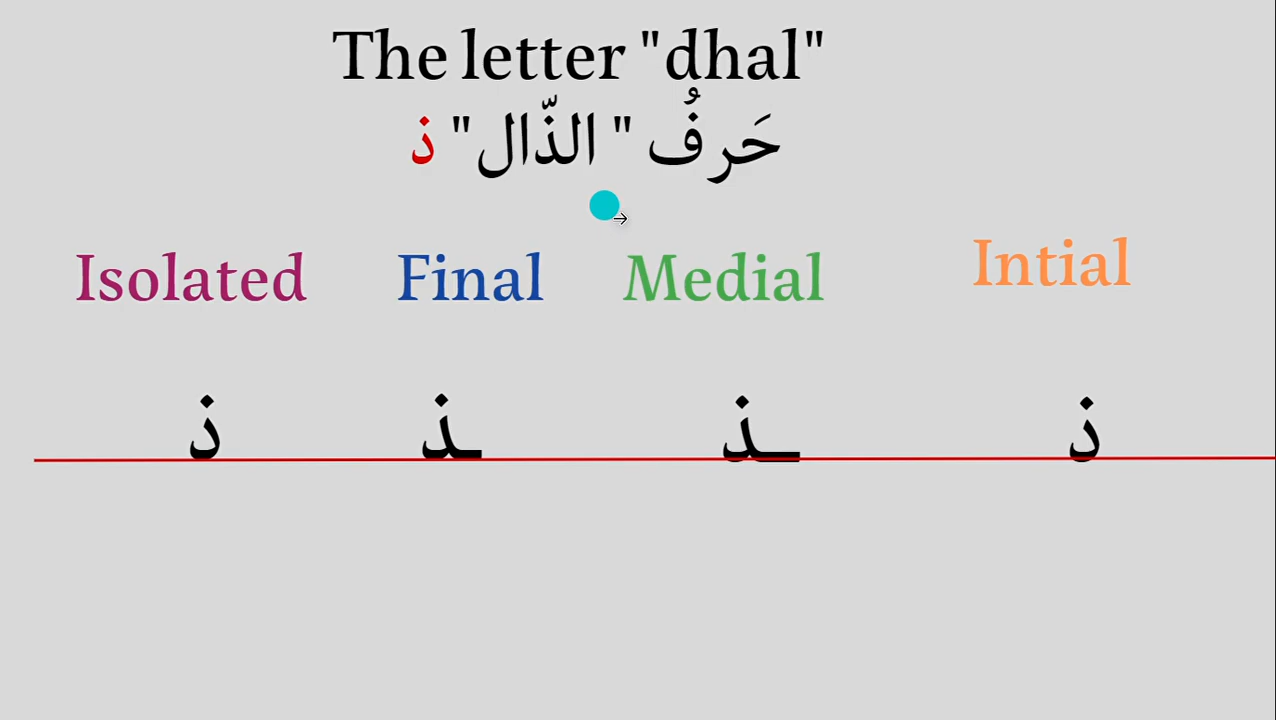 The letter "dhal"
حَرفُ " الذّال" ذ
Isolated Final Medial Intial
ذ ـذ ـذ ذ